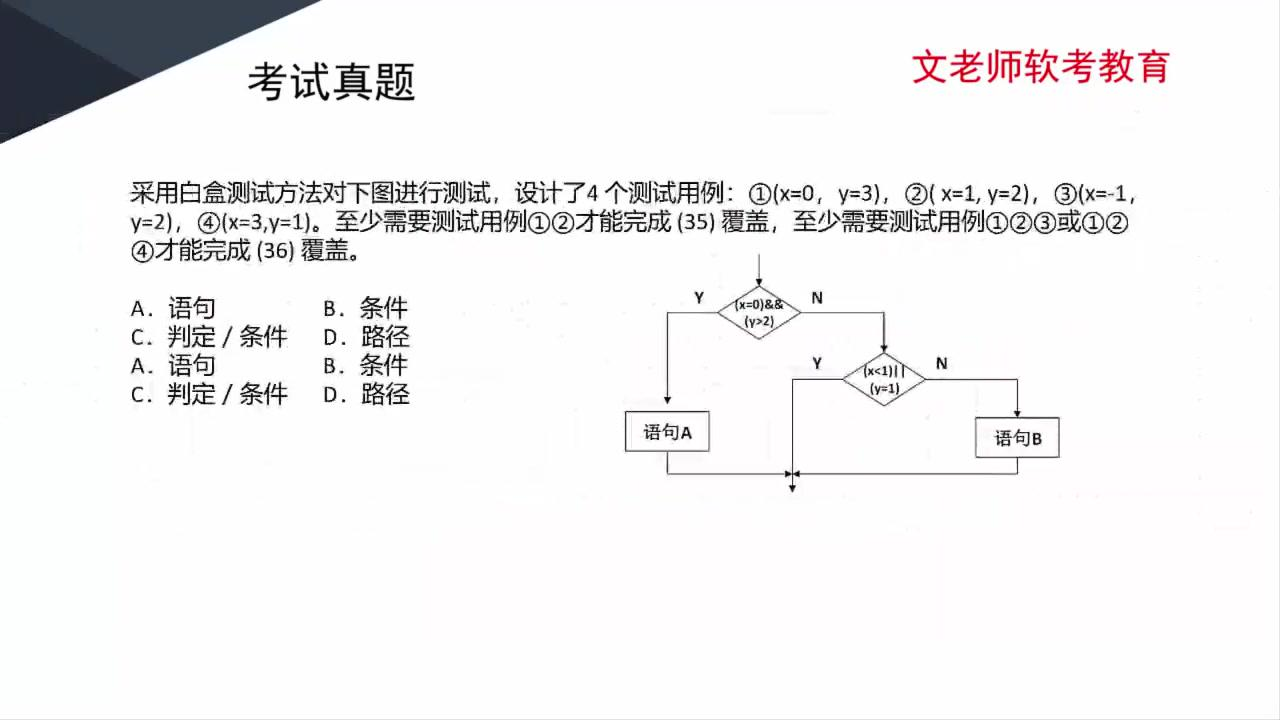 考试真题
文老师软考教育
采用白盒测试方法对下图进行测试，设计了4 个测试用例：①(x=0，y=3)，②( x=1, y=2)，③(x=-1，
y=2)，④(x=3,y=1)。至少需要测试用例①②才能完成 (35) 覆盖，至少需要测试用例①②③或①②
④才能完成 (36) 覆盖。
A．语句 B．条件
C．判定 / 条件 D．路径
A．语句 B．条件
C．判定 / 条件 D．路径
Y
(x=0)&&
(y>2)
N
Y
(x<1)||
(y=1)
N
语句A
语句B